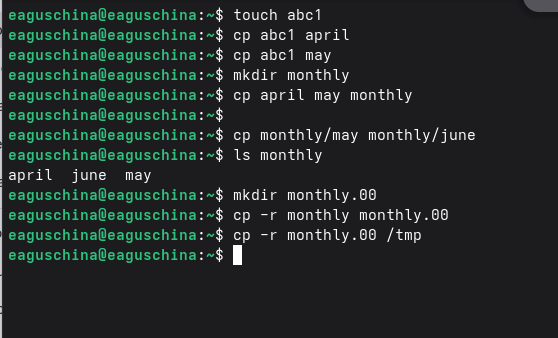 eaguschina@eaguschina:~$ touch abc1
eaguschina@eaguschina:~$ cp abc1 april
eaguschina@eaguschina:~$ cp abc1 may
eaguschina@eaguschina:~$ mkdir monthly
eaguschina@eaguschina:~$ cp april may monthly
eaguschina@eaguschina:~$
eaguschina@eaguschina:~$ cp monthly/may monthly/june
eaguschina@eaguschina:~$ ls monthly
april  june  may
eaguschina@eaguschina:~$ mkdir monthly.00
eaguschina@eaguschina:~$ cp -r monthly monthly.00
eaguschina@eaguschina:~$ cp -r monthly.00 /tmp
eaguschina@eaguschina:~$